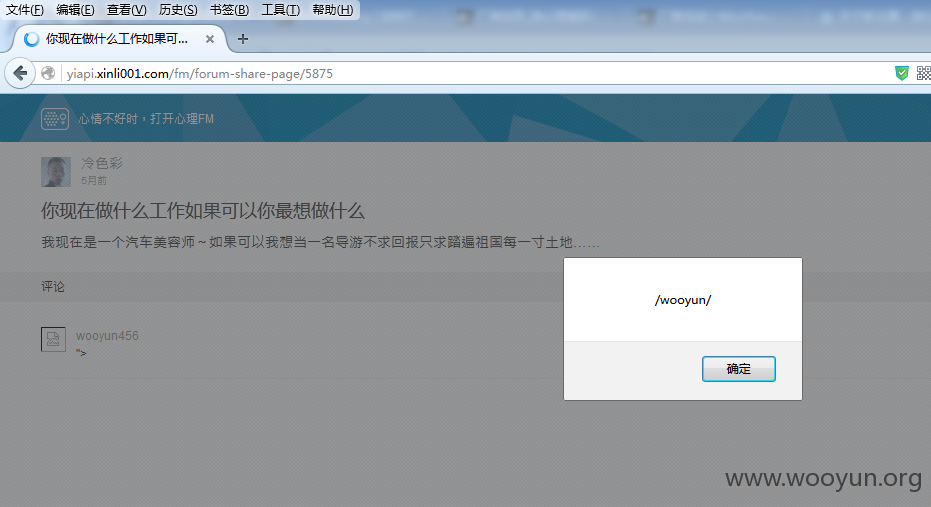 文件(F) 编辑(E) 查看(V) 历史(S) 书签(B) 工具(T) 帮助(H)
你现在做什么工作如果可...
yiapi.xinli001.com/fm/forum-share-page/5875
心情不好时，打开心理FM
冷色彩
5月前
你现在做什么工作如果可以你最想做什么
我现在是一个汽车美容师～如果可以我想当一名导游不求回报只求踏遍祖国每一寸土地……
评论
wooyun456
">
/wooyun/
确定
www.wooyun.org